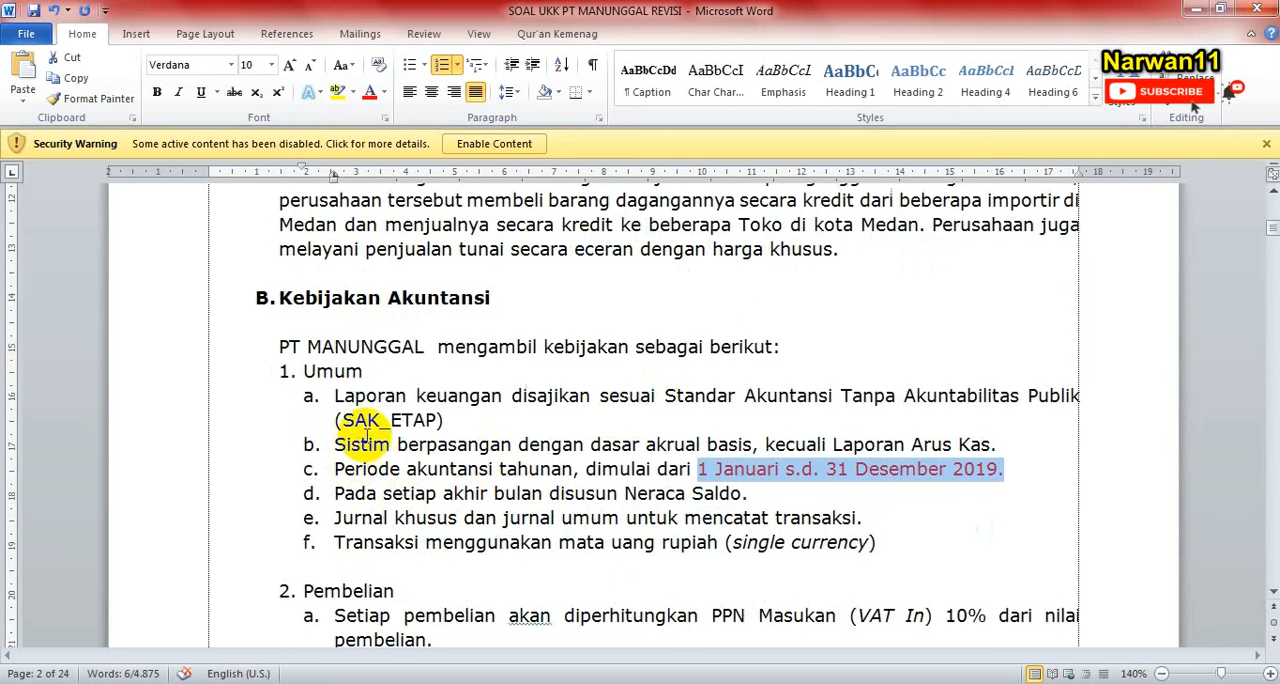 SOAL UKK PT MANUNGGAL REVISI - Microsoft Word
File Home Insert Page Layout References Mailings Review View Qur'an Kemenag
Paste
Cut
Copy
Format Painter
Clipboard
Verdana 10
Font
Paragraph
AaBbCcDd AaBbCcI AaBbCcI AaBbC AaBbCc AaBbCcI AaBbCcD
¶ Caption Char Char... Emphasis Heading 1 Heading 2 Heading 4 Heading 6
Styles
Narwan11
SUBSCRIBE
Editing
Security Warning Some active content has been disabled. Click for more details. Enable Content
perusahaan tersebut membeli barang dagangannya secara kredit dari beberapa importir di
Medan dan menjualnya secara kredit ke beberapa Toko di kota Medan. Perusahaan juga
melayani penjualan tunai secara eceran dengan harga khusus.
B. Kebijakan Akuntansi
PT MANUNGGAL mengambil kebijakan sebagai berikut:
1. Umum
a. Laporan keuangan disajikan sesuai Standar Akuntansi Tanpa Akuntabilitas Publik
(SAK_ETAP)
b. Sistim berpasangan dengan dasar akrual basis, kecuali Laporan Arus Kas.
c. Periode akuntansi tahunan, dimulai dari 1 Januari s.d. 31 Desember 2019.
d. Pada setiap akhir bulan disusun Neraca Saldo.
e. Jurnal khusus dan jurnal umum untuk mencatat transaksi.
f. Transaksi menggunakan mata uang rupiah (single currency)
2. Pembelian
a. Setiap pembelian akan diperhitungkan PPN Masukan (VAT In) 10% dari nilai
pembelian.
Page: 2 of 24 Words: 6/4.875 English (U.S.) 140%